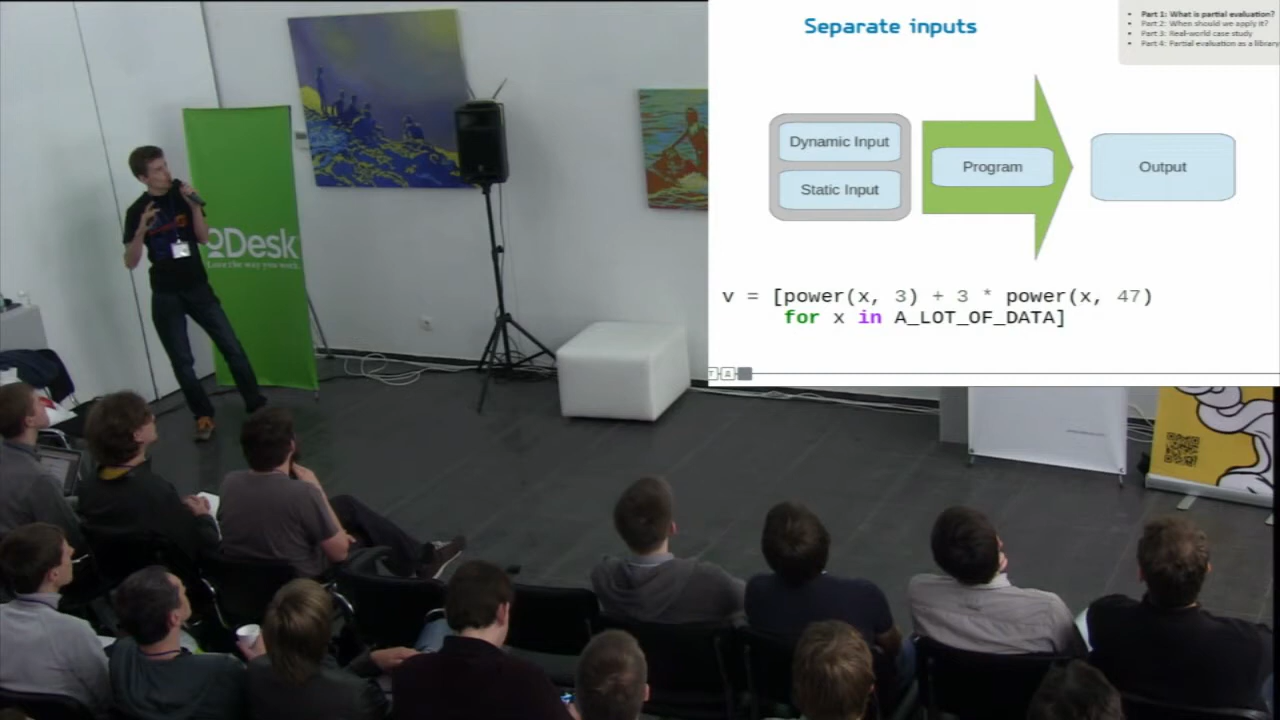 Separate inputs
• Part 1: What is partial evaluation?
• Part 2: When should we apply it?
• Part 3: Real-world case study
• Part 4: Partial evaluation as a library
Dynamic Input
Static Input
Program
Output
v = [power(x, 3) + 3 * power(x, 47)
for x in A_LOT_OF_DATA]
oDesk
Love the way you work.